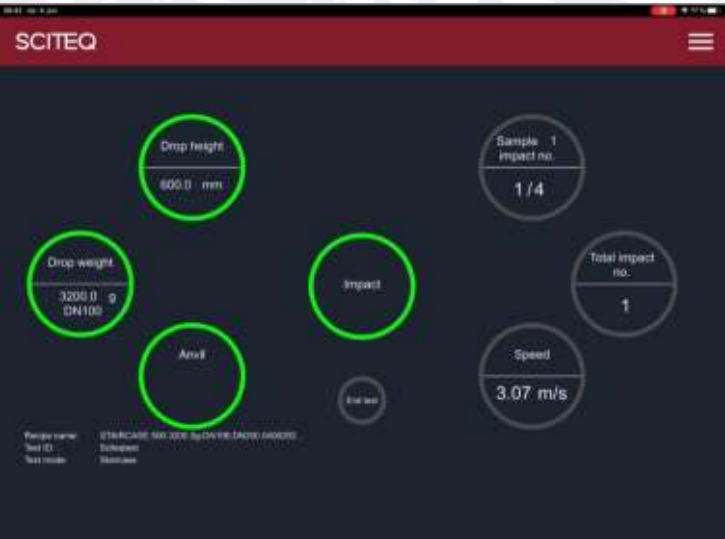 SCITEQ
Drop height
600.0 mm
Sample 1
impact no.
1/4
Drop weight
3200.0 g
DN100
Impact
Total impact
no.
1
Anvil
Speed
3.07 m/s
End test
Recipe name:
Test ID:
Test mode: Staircase